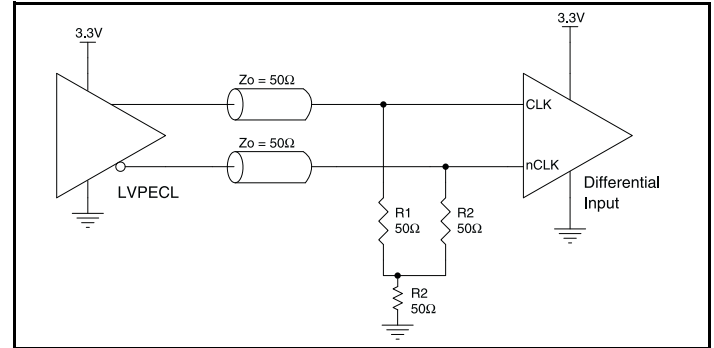 3.3V
3.3V
Zo = 50Ω
CLK
Zo = 50Ω
nCLK
LVPECL
Differential
Input
R1
50Ω
R2
50Ω
R2
50Ω